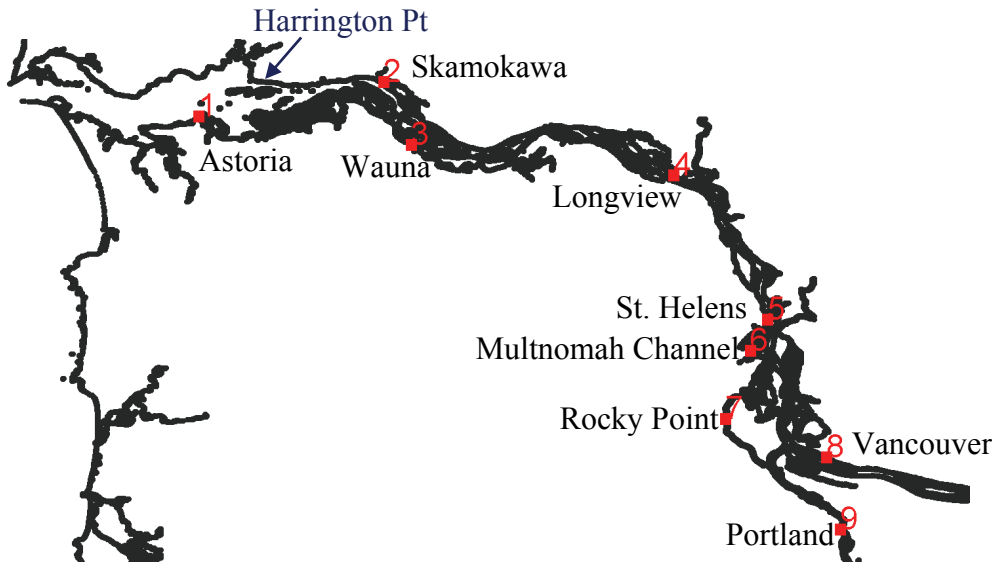 Harrington Pt
2 Skamokawa
1
Astoria
3
Wauna
4
Longview
St. Helens 5
Multnomah Channel 6
Rocky Point 7
8 Vancouver
9
Portland